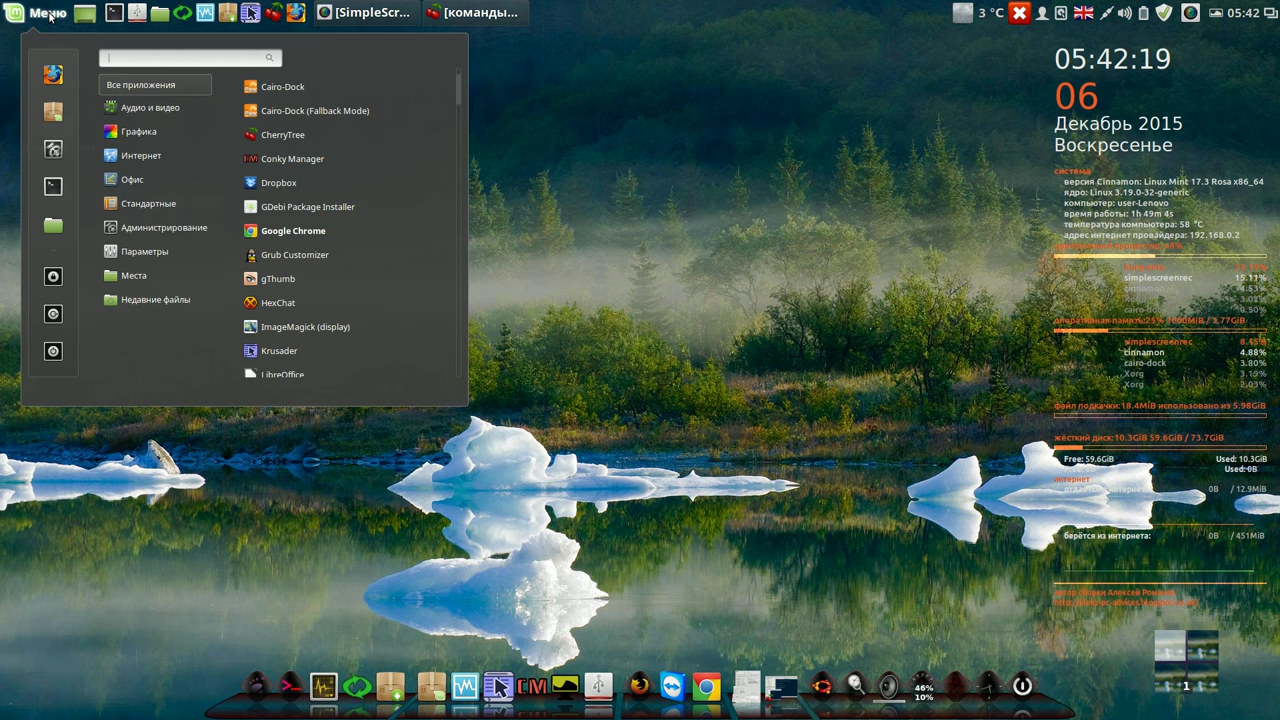 Меню
[SimpleScr...
[команды...
3 °C
05:42
Все приложения
Аудио и видео
Графика
Интернет
Офис
Стандартные
Администрирование
Параметры
Места
Недавние файлы
Cairo-Dock
Cairo-Dock (Fallback Mode)
CherryTree
Conky Manager
Dropbox
GDebi Package Installer
Google Chrome
Grub Customizer
gThumb
HexChat
ImageMagick (display)
Krusader
LibreOffice
05:42:19
06
Декабрь 2015
Воскресенье
система
версия Cinnamon: Linux Mint 17.3 Rosa x86_64
ядро: Linux 3.19.0-32-generic
компьютер: user-Lenovo
время работы: 1h 49m 4s
температура компьютера: 58 °C
адрес интернет провайдера: 192.168.0.2
simplescreenrec 15.11%
cinnamon 4.53%
cairo-dock 0.50%
оперативная память:25% 1000MiB / 3.77GiB
simplescreenrec 8.15%
cinnamon 4.88%
cairo-dock 3.80%
Xorg 3.19%
Xorg 2.03%
файл подкачки:18.4MiB использовано из 5.98GiB
жёсткий диск:10.3GiB 59.6GiB / 73.7GiB
Free: 59.6GiB Used: 10.3GiB
Used: 0B
интернет
0B / 12.9MiB
берётся из интернета: 0B / 451MiB
автор сборки Алексей
46%
10%
1